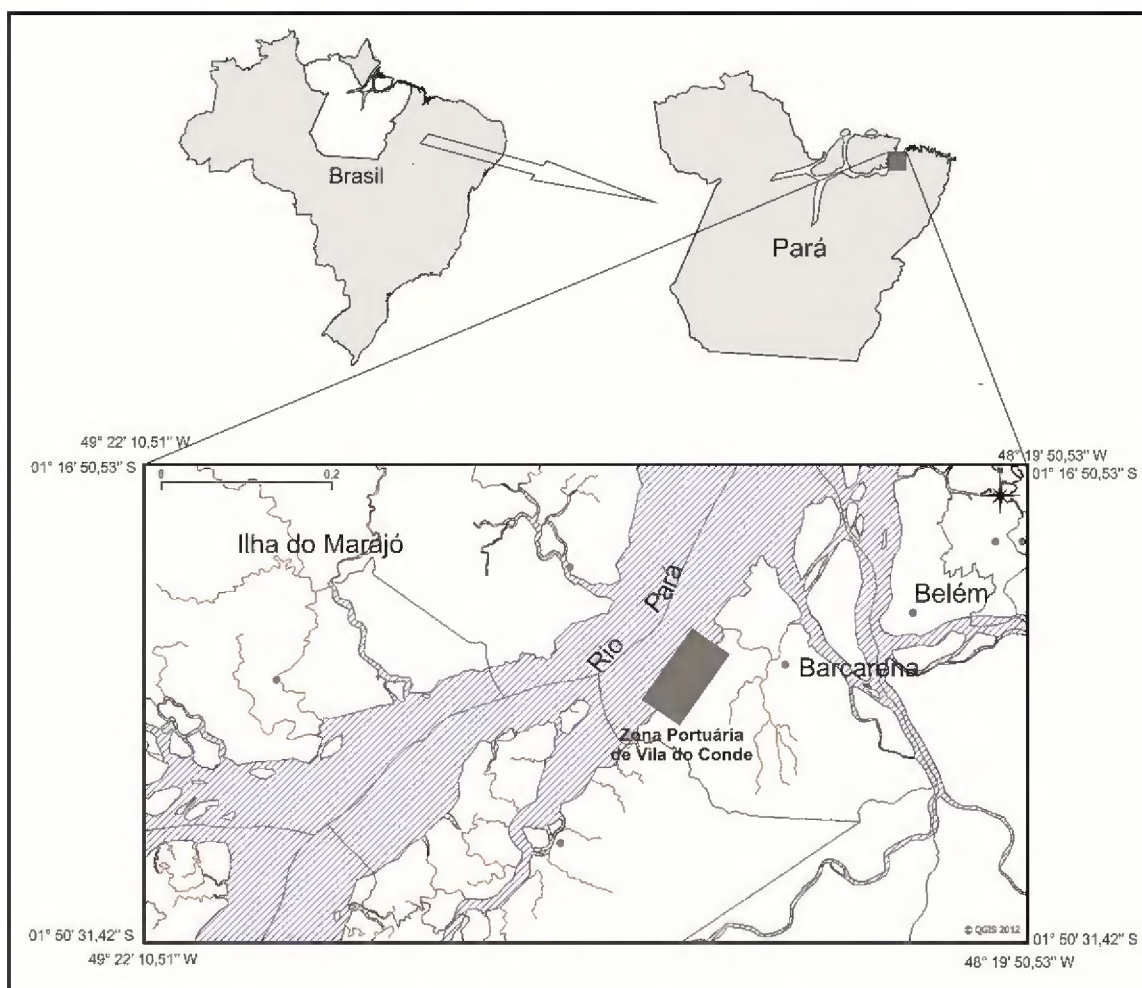 Brasil
Pará
49° 22' 10,51" W
01° 16' 50,53" S
48° 19' 50,53" W
01° 16' 50,53" S
0 0,2
Ilha do Marajó
Rio Pará
Belém
Barcarena
Zona Portuária
de Vila do Conde
© QGIS 2012
01° 50' 31,42" S
49° 22' 10,51" W
01° 50' 31,42" S
48° 19' 50,53" W